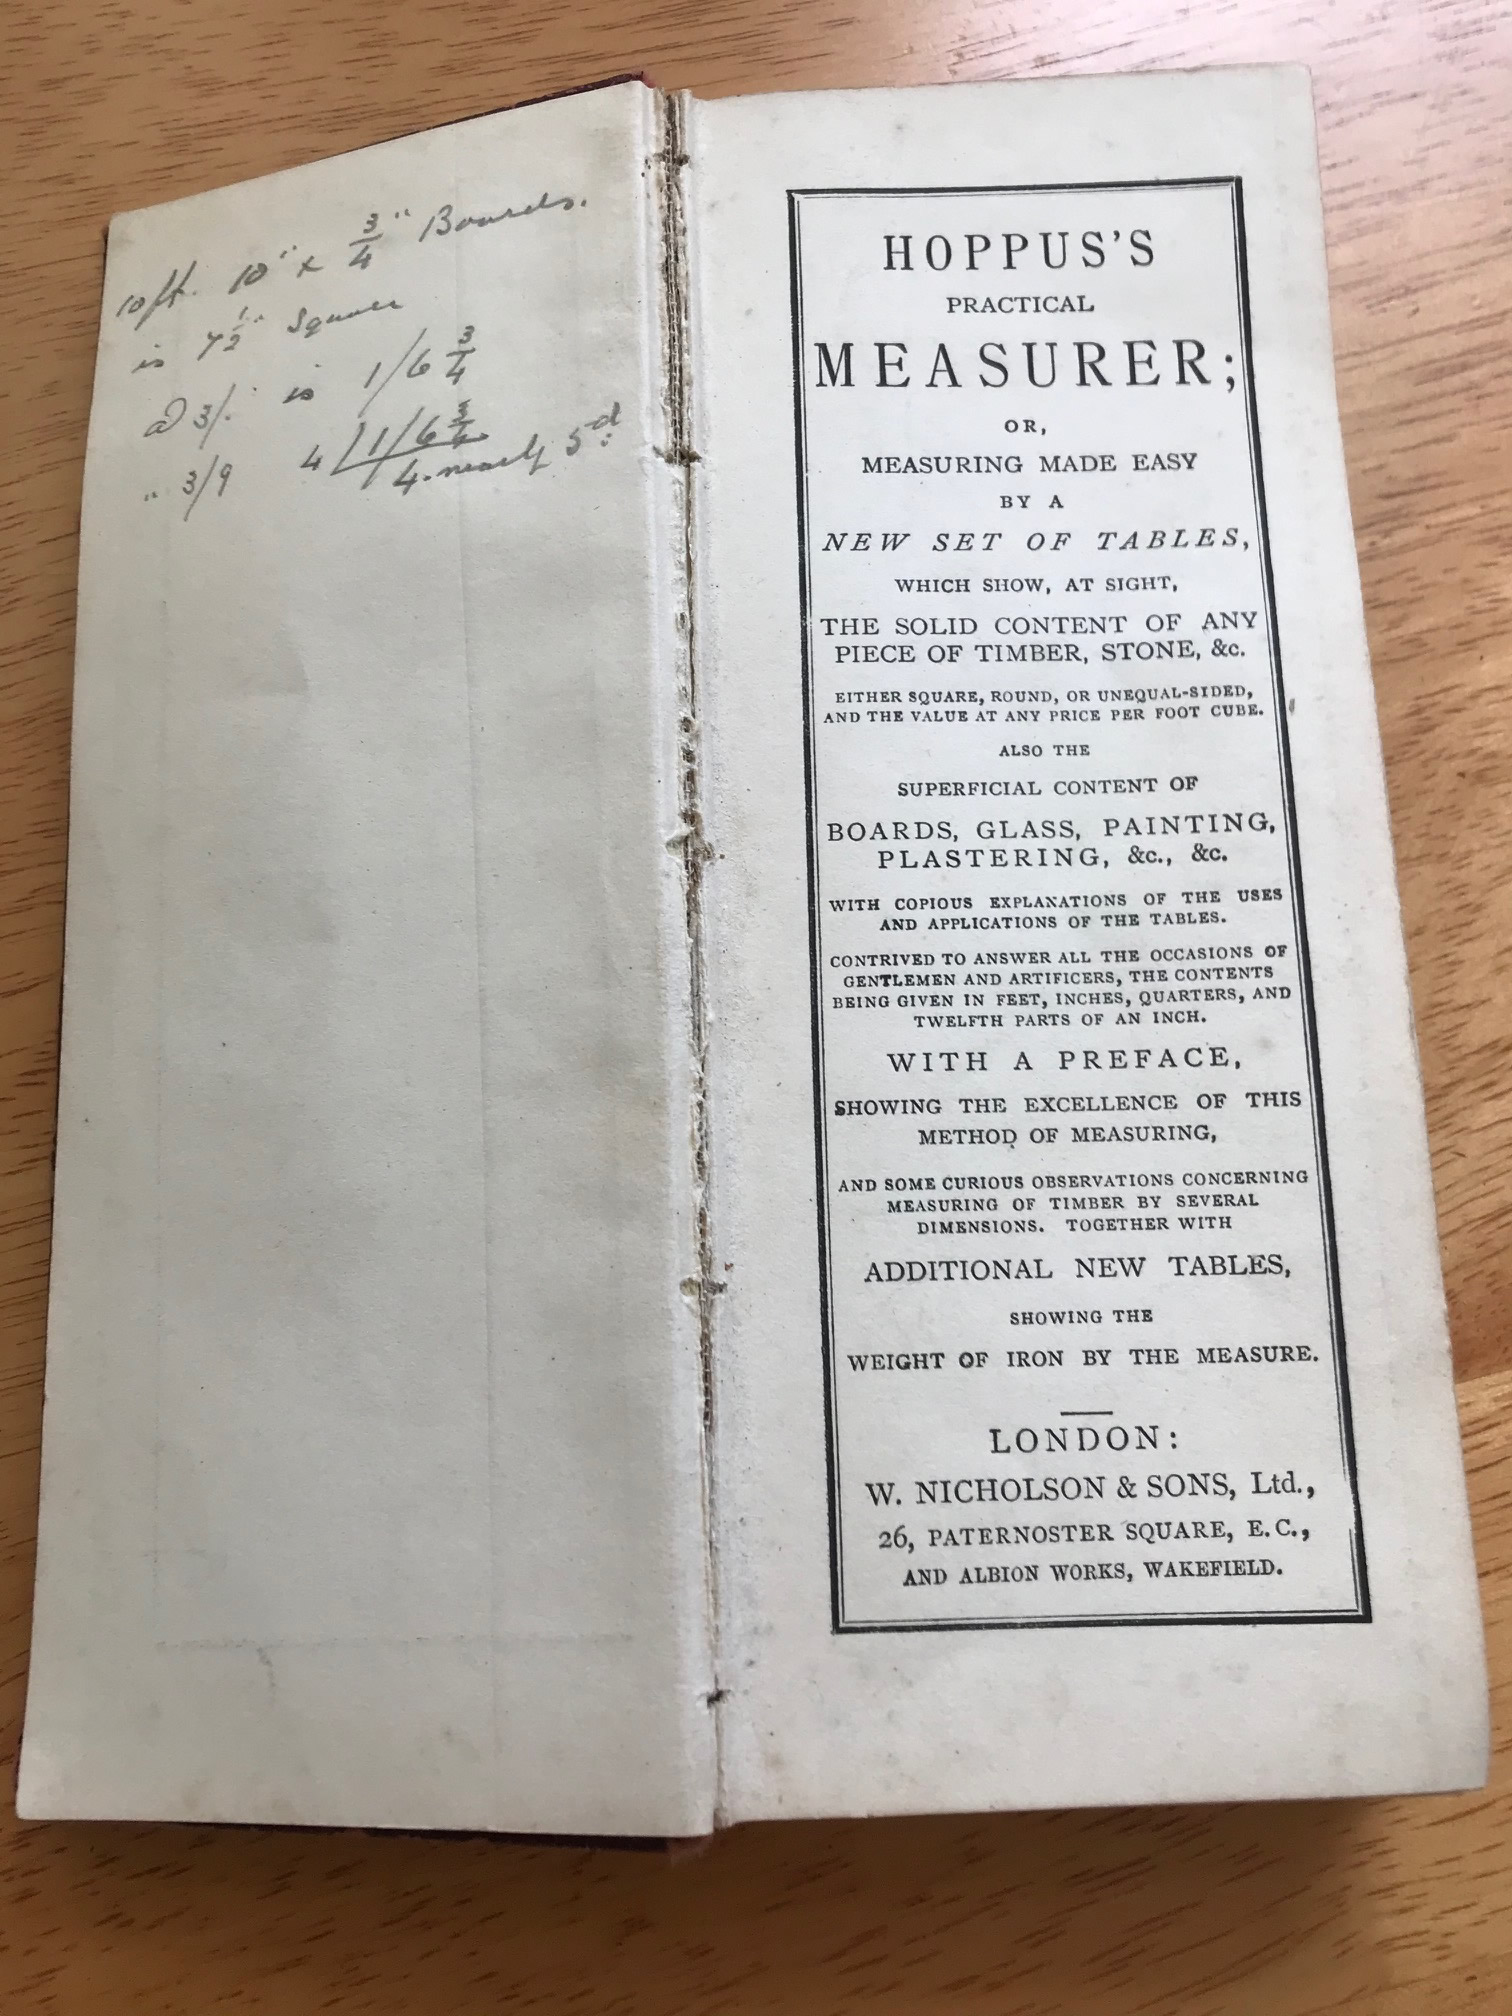 10ft. 10" x 3/4" Boards.
is 7 1/2" Square
@ 3/. is 1/6 3/4
" 3/9 4 1/6 3/4
4. nearly 5d.
HOPPUS'S
PRACTICAL
MEASURER;
OR,
MEASURING MADE EASY
BY A
NEW SET OF TABLES,
WHICH SHOW, AT SIGHT,
THE SOLID CONTENT OF ANY
PIECE OF TIMBER, STONE, &c.
EITHER SQUARE, ROUND, OR UNEQUAL-SIDED,
AND THE VALUE AT ANY PRICE PER FOOT CUBE.
ALSO THE
SUPERFICIAL CONTENT OF
BOARDS, GLASS, PAINTING,
PLASTERING, &c., &c.
WITH COPIOUS EXPLANATIONS OF THE USES
AND APPLICATIONS OF THE TABLES.
CONTRIVED TO ANSWER ALL THE OCCASIONS OF
GENTLEMEN AND ARTIFICERS, THE CONTENTS
BEING GIVEN IN FEET, INCHES, QUARTERS, AND
TWELFTH PARTS OF AN INCH.
WITH A PREFACE,
SHOWING THE EXCELLENCE OF THIS
METHOD OF MEASURING,
AND SOME CURIOUS OBSERVATIONS CONCERNING
MEASURING OF TIMBER BY SEVERAL
DIMENSIONS. TOGETHER WITH
ADDITIONAL NEW TABLES,
SHOWING THE
WEIGHT OF IRON BY THE MEASURE.
LONDON:
W. NICHOLSON & SONS, Ltd.,
26, PATERNOSTER SQUARE, E.C.,
AND ALBION WORKS, WAKEFIELD.